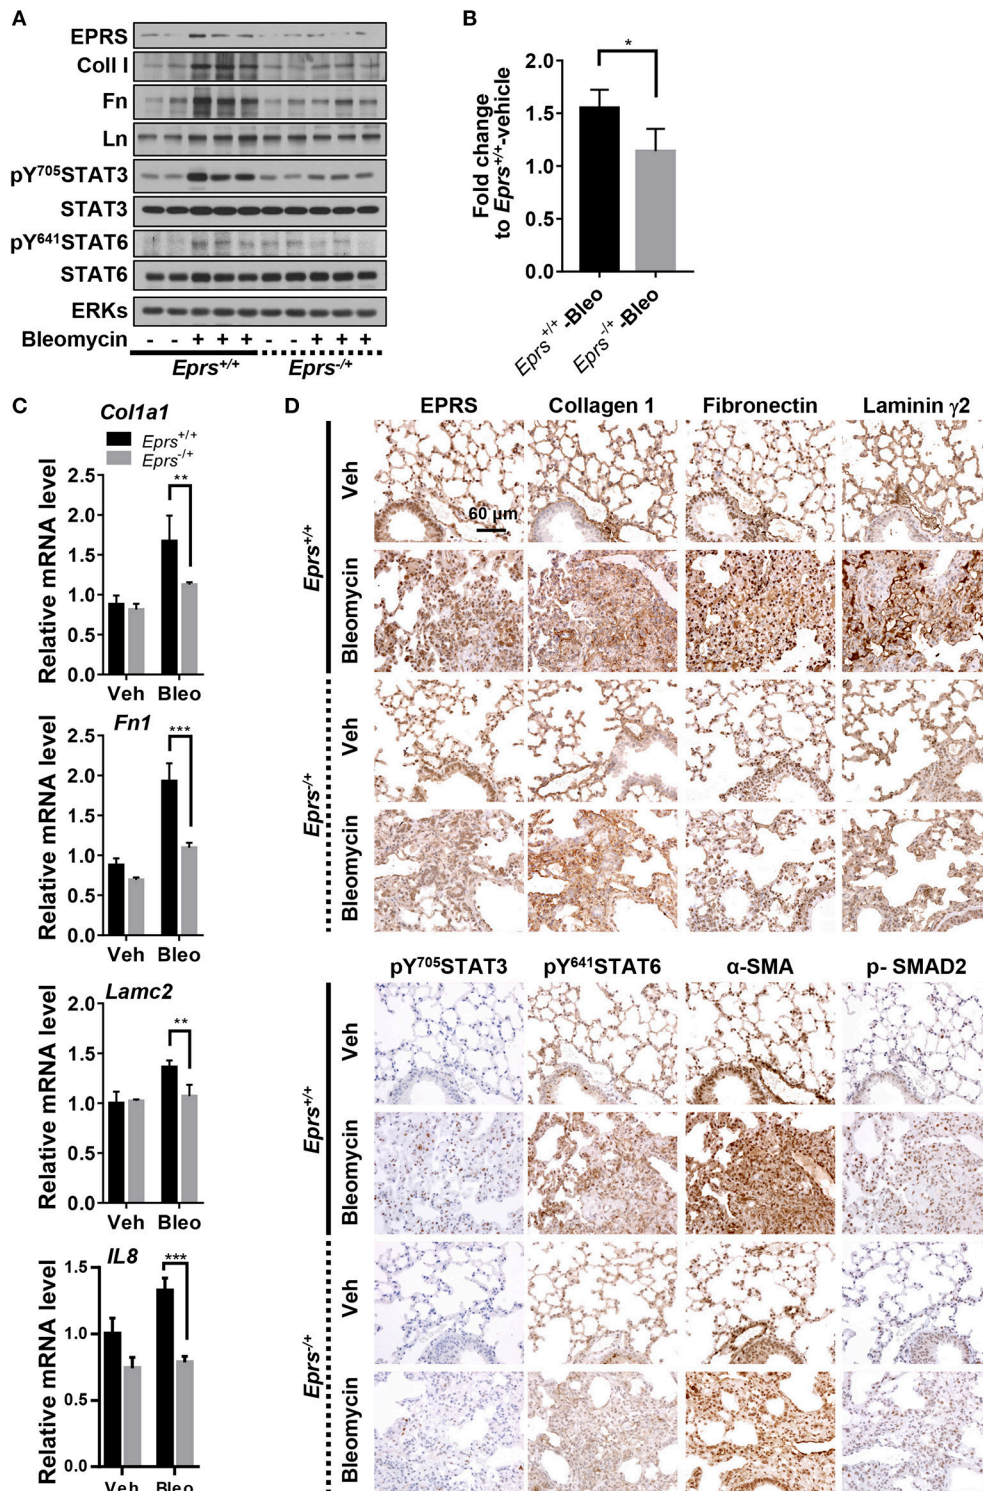 A
EPRS
Coll I
Fn
Ln
pY705STAT3
STAT3
pY641STAT6
STAT6
ERKs
Bleomycin - - + + + - - + + +
Eprs+/+ Eprs-/+
B
*
Fold change
to Eprs+/+-vehicle
2.0
1.5
1.0
0.5
0.0
Eprs+/+-Bleo
Eprs-/+-Bleo
C
Col1a1
Eprs+/+
Eprs-/+
Relative mRNA level
2.5
2.0
1.5
1.0
0.5
0.0
**
Veh Bleo
Fn1
Relative mRNA level
2.5
2.0
1.5
1.0
0.5
0.0
***
Veh Bleo
Lamc2
Relative mRNA level
2.0
1.5
1.0
0.5
0.0
**
Veh Bleo
IL8
Relative mRNA level
1.5
1.0
0.5
0.0
***
Veh Bleo
D
EPRS Collagen 1 Fibronectin Laminin γ2
Eprs+/+
Veh
60 μm
Bleomycin
Eprs-/+
Veh
Bleomycin
pY705STAT3 pY641STAT6 α-SMA p- SMAD2
Eprs+/+
Veh
Bleomycin
Eprs-/+
Veh
Bleomycin